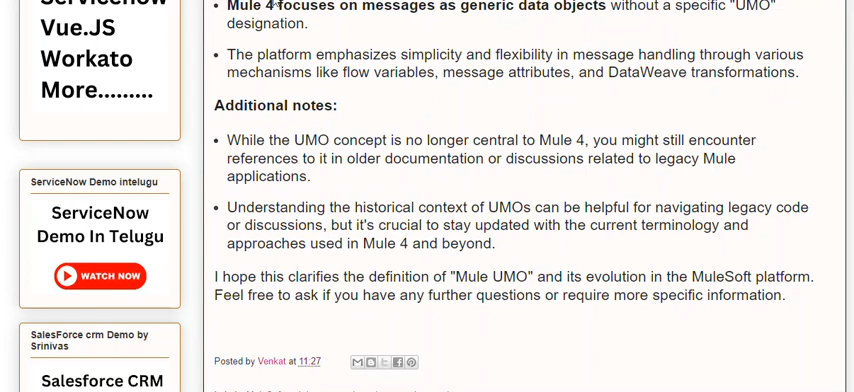 ServiceNow
Vue.JS
Workato
More.........
ServiceNow Demo intelugu
ServiceNow
Demo In Telugu
WATCH NOW
SalesForce crm Demo by
Srinivas
Salesforce CRM
Mule 4 focuses on messages as generic data objects without a specific "UMO"
designation.
The platform emphasizes simplicity and flexibility in message handling through various
mechanisms like flow variables, message attributes, and DataWeave transformations.
Additional notes:
While the UMO concept is no longer central to Mule 4, you might still encounter
references to it in older documentation or discussions related to legacy Mule
applications.
Understanding the historical context of UMOs can be helpful for navigating legacy code
or discussions, but it's crucial to stay updated with the current terminology and
approaches used in Mule 4 and beyond.
I hope this clarifies the definition of "Mule UMO" and its evolution in the MuleSoft platform.
Feel free to ask if you have any further questions or require more specific information.
Posted by Venkat at 11:27